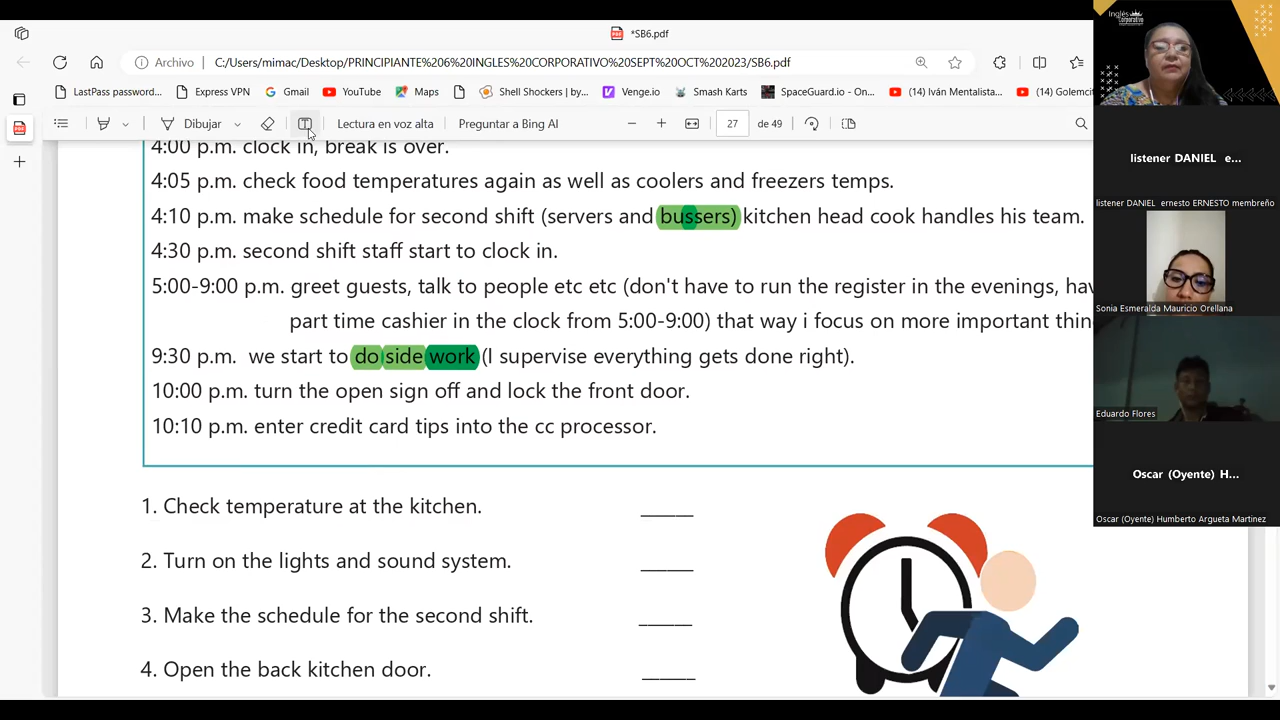 *SB6.pdf
Archivo C:/Users/mimac/Desktop/PRINCIPIANTE%206%20INGLES%20CORPORATIVO%20SEPT%20OCT%202023/SB6.pdf
LastPass password... Express VPN Gmail YouTube Maps Shell Shockers | by... Venge.io Smash Karts SpaceGuard.io - On... (14) Iván Mentalista... (14) Golemcit
Dibujar Lectura en voz alta Preguntar a Bing AI 27 de 49
4:00 p.m. clock in, break is over.
4:05 p.m. check food temperatures again as well as coolers and freezers temps.
4:10 p.m. make schedule for second shift (servers and bussers) kitchen head cook handles his team.
4:30 p.m. second shift staff start to clock in.
5:00-9:00 p.m. greet guests, talk to people etc etc (don't have to run the register in the evenings, hav
part time cashier in the clock from 5:00-9:00) that way i focus on more important thin
9:30 p.m. we start to do side work (I supervise everything gets done right).
10:00 p.m. turn the open sign off and lock the front door.
10:10 p.m. enter credit card tips into the cc processor.
1. Check temperature at the kitchen. ______
2. Turn on the lights and sound system. ______
3. Make the schedule for the second shift. ______
4. Open the back kitchen door. ______
Inglés
Corporativo
listener DANIEL e...
listener DANIEL ernesto ERNESTO membreño
Sonia Esmeralda Mauricio Orellana
Eduardo Flores
Oscar (Oyente) H...
Oscar (Oyente) Humberto Argueta Martinez